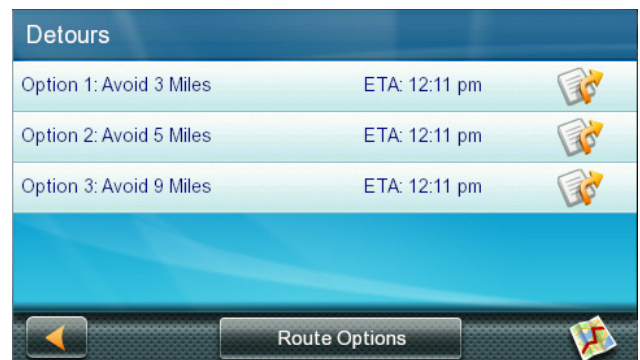 Detours
Option 1: Avoid 3 Miles ETA: 12:11 pm
Option 2: Avoid 5 Miles ETA: 12:11 pm
Option 3: Avoid 9 Miles ETA: 12:11 pm
Route Options